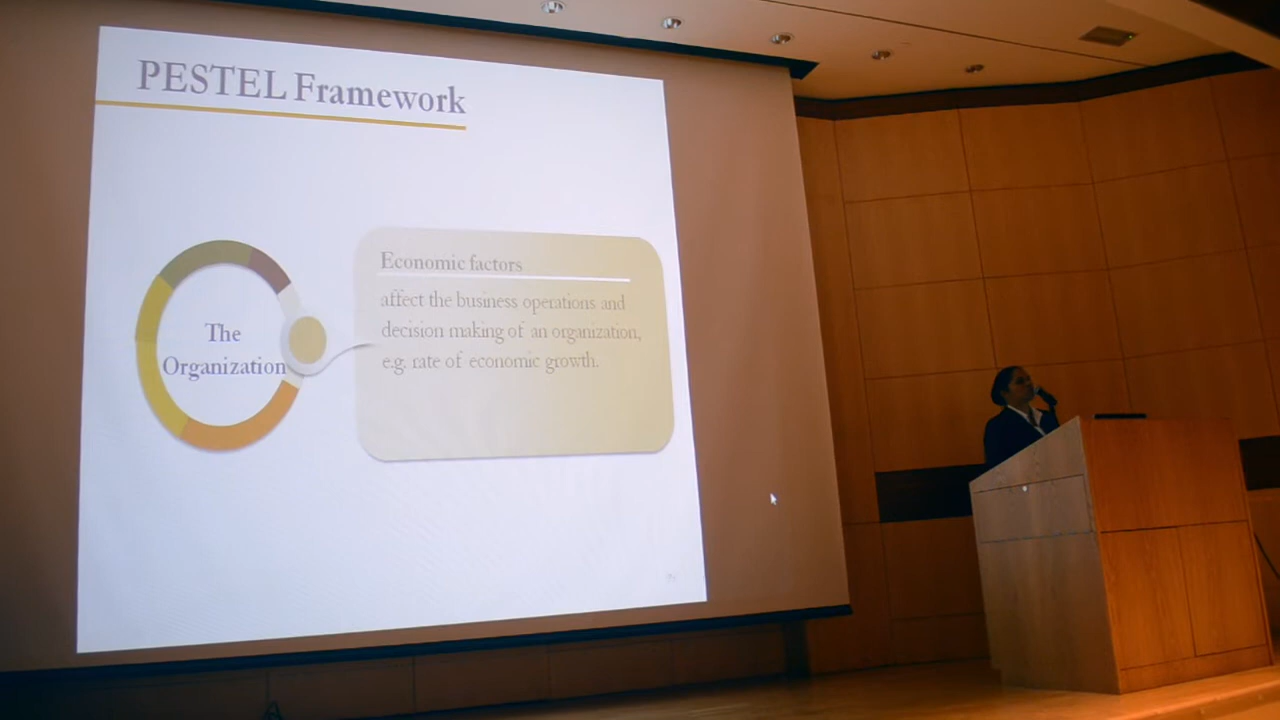 PESTEL Framework
The
Organization
Economic factors
affect the business operations and
decision making of an organization,
e.g. rate of economic growth.